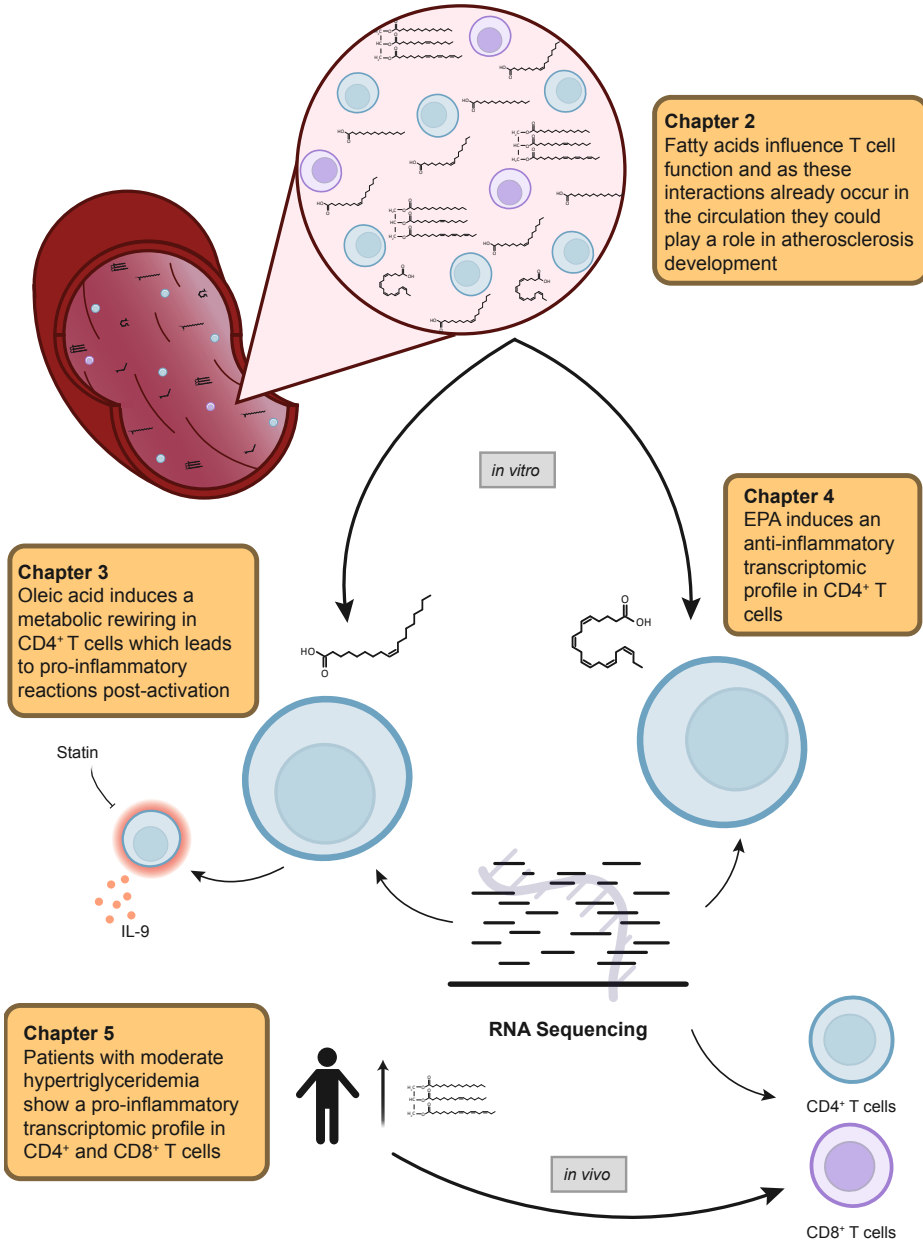 Chapter 2
Fatty acids influence T cell
function and as these
interactions already occur in
the circulation they could
play a role in atherosclerosis
development
in vitro
Chapter 4
EPA induces an
anti-inflammatory
transcriptomic
profile in CD4⁺ T
cells
Chapter 3
Oleic acid induces a
metabolic rewiring in
CD4⁺ T cells which leads
to pro-inflammatory
reactions post-activation
HO
O
O
OH
Statin
IL-9
RNA Sequencing
Chapter 5
Patients with moderate
hypertriglyceridemia
show a pro-inflammatory
transcriptomic profile in
CD4⁺ and CD8⁺ T cells
CD4⁺ T cells
in vivo
CD8⁺ T cells